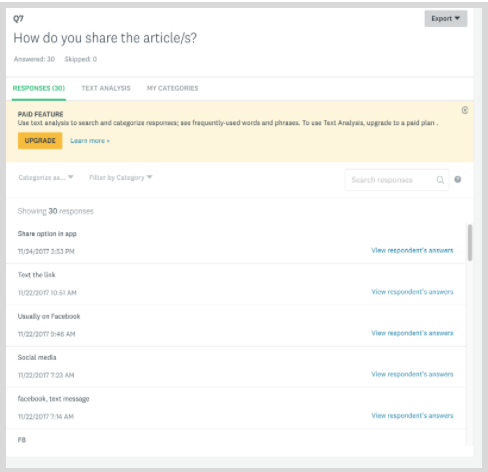 Q7
Export
How do you share the article/s?
Answered: 30 Skipped: 0
RESPONSES (30) TEXT ANALYSIS MY CATEGORIES
PAID FEATURE
Use text analysis to search and categorize responses; see frequently-used words and phrases. To use Text Analysis, upgrade to a paid plan .
UPGRADE Learn more »
Categorize as... Filter by Category Search responses
Showing 30 responses
Share option in app
11/24/2017 3:53 PM View respondent's answers
Text the link
11/22/2017 10:51 AM View respondent's answers
Usually on Facebook
11/22/2017 9:46 AM View respondent's answers
Social media
11/22/2017 7:23 AM View respondent's answers
facebook, text message
11/22/2017 7:14 AM View respondent's answers
FB